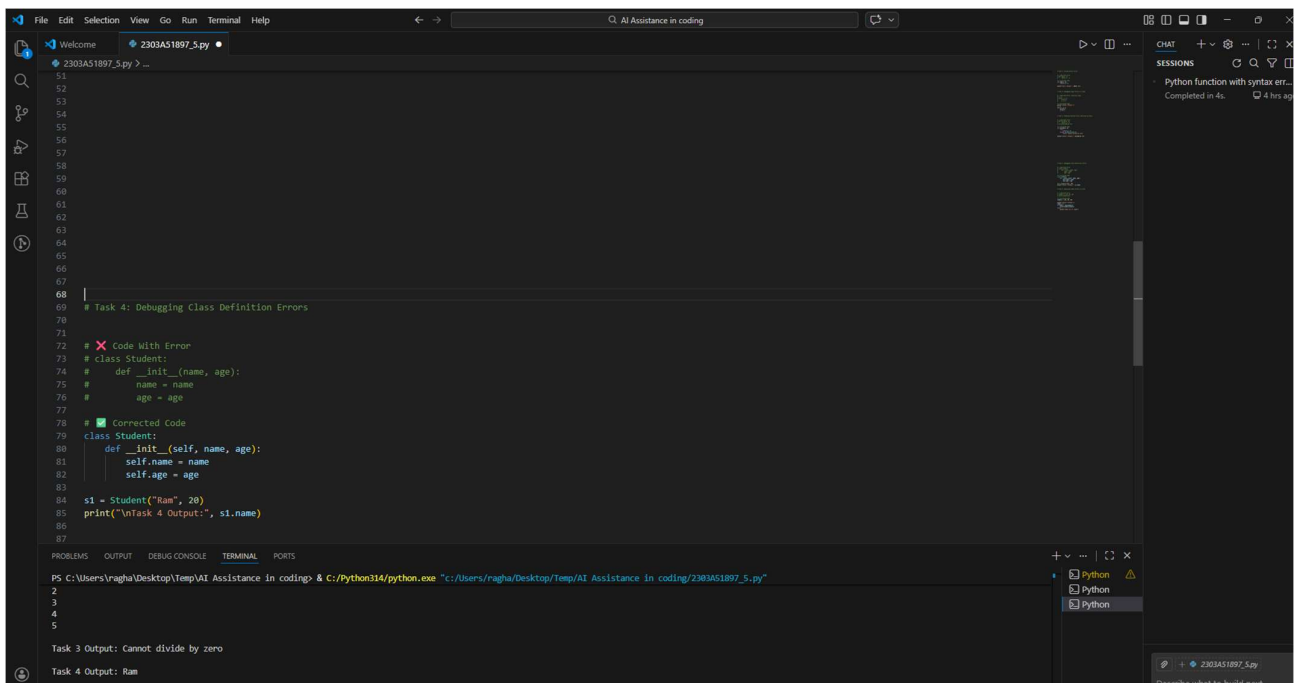 File Edit Selection View Go Run Terminal Help
AI Assistance in coding
Welcome
2303A51897_5.py
2303A51897_5.py > ...
51
52
53
54
55
56
57
58
59
60
61
62
63
64
65
66
67
68
69 # Task 4: Debugging Class Definition Errors
70
71
72 # ❌ Code With Error
73 # class Student:
74 #     def __init__(name, age):
75 #         name = name
76 #         age = age
77
78 # ✅ Corrected Code
79 class Student:
80     def __init__(self, name, age):
81         self.name = name
82         self.age = age
83
84 s1 = Student("Ram", 20)
85 print("\nTask 4 Output:", s1.name)
86
87
PROBLEMS OUTPUT DEBUG CONSOLE TERMINAL PORTS
PS C:\Users\ragha\Desktop\Temp\AI Assistance in coding> & C:/Python314/python.exe "c:/Users/ragha/Desktop/Temp/AI Assistance in coding/2303A51897_5.py"
2
3
4
5
Task 3 Output: Cannot divide by zero
Task 4 Output: Ram
Python
Python
Python
CHAT
SESSIONS
Python function with syntax err...
Completed in 4s. 4 hrs ago
2303A51897_5.py